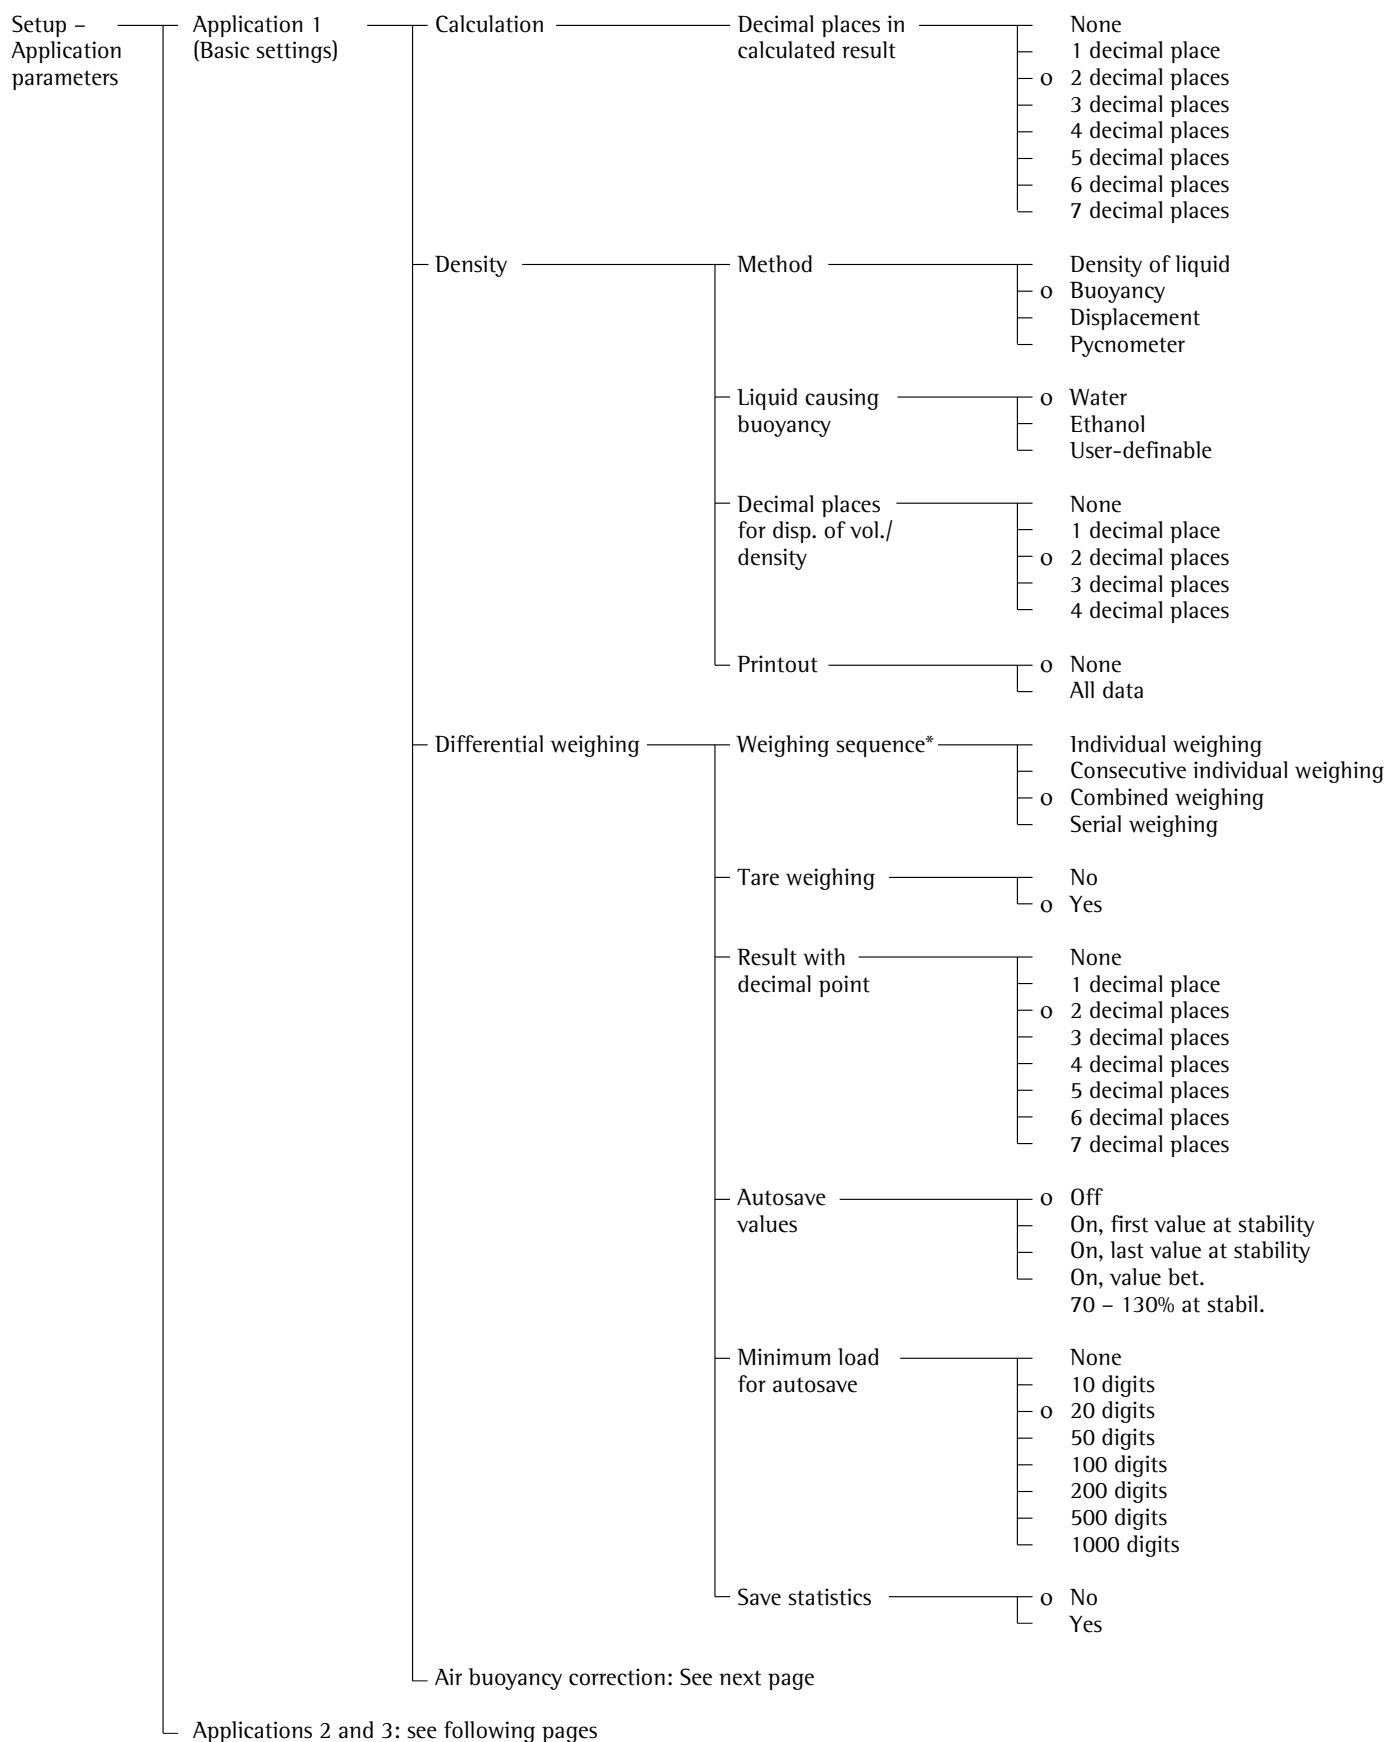 Setup – Application 1 Calculation Decimal places in None
Application (Basic settings) calculated result 1 decimal place
parameters o 2 decimal places
3 decimal places
4 decimal places
5 decimal places
6 decimal places
7 decimal places
Density Method Density of liquid
o Buoyancy
Displacement
Pycnometer
Liquid causing o Water
buoyancy Ethanol
User-definable
Decimal places None
for disp. of vol./ 1 decimal place
density o 2 decimal places
3 decimal places
4 decimal places
Printout o None
All data
Differential weighing Weighing sequence* Individual weighing
Consecutive individual weighing
o Combined weighing
Serial weighing
Tare weighing No
o Yes
Result with None
decimal point 1 decimal place
o 2 decimal places
3 decimal places
4 decimal places
5 decimal places
6 decimal places
7 decimal places
Autosave o Off
values On, first value at stability
On, last value at stability
On, value bet.
70 – 130% at stabil.
Minimum load None
for autosave 10 digits
o 20 digits
50 digits
100 digits
200 digits
500 digits
1000 digits
Save statistics o No
Yes
Air buoyancy correction: See next page
Applications 2 and 3: see following pages